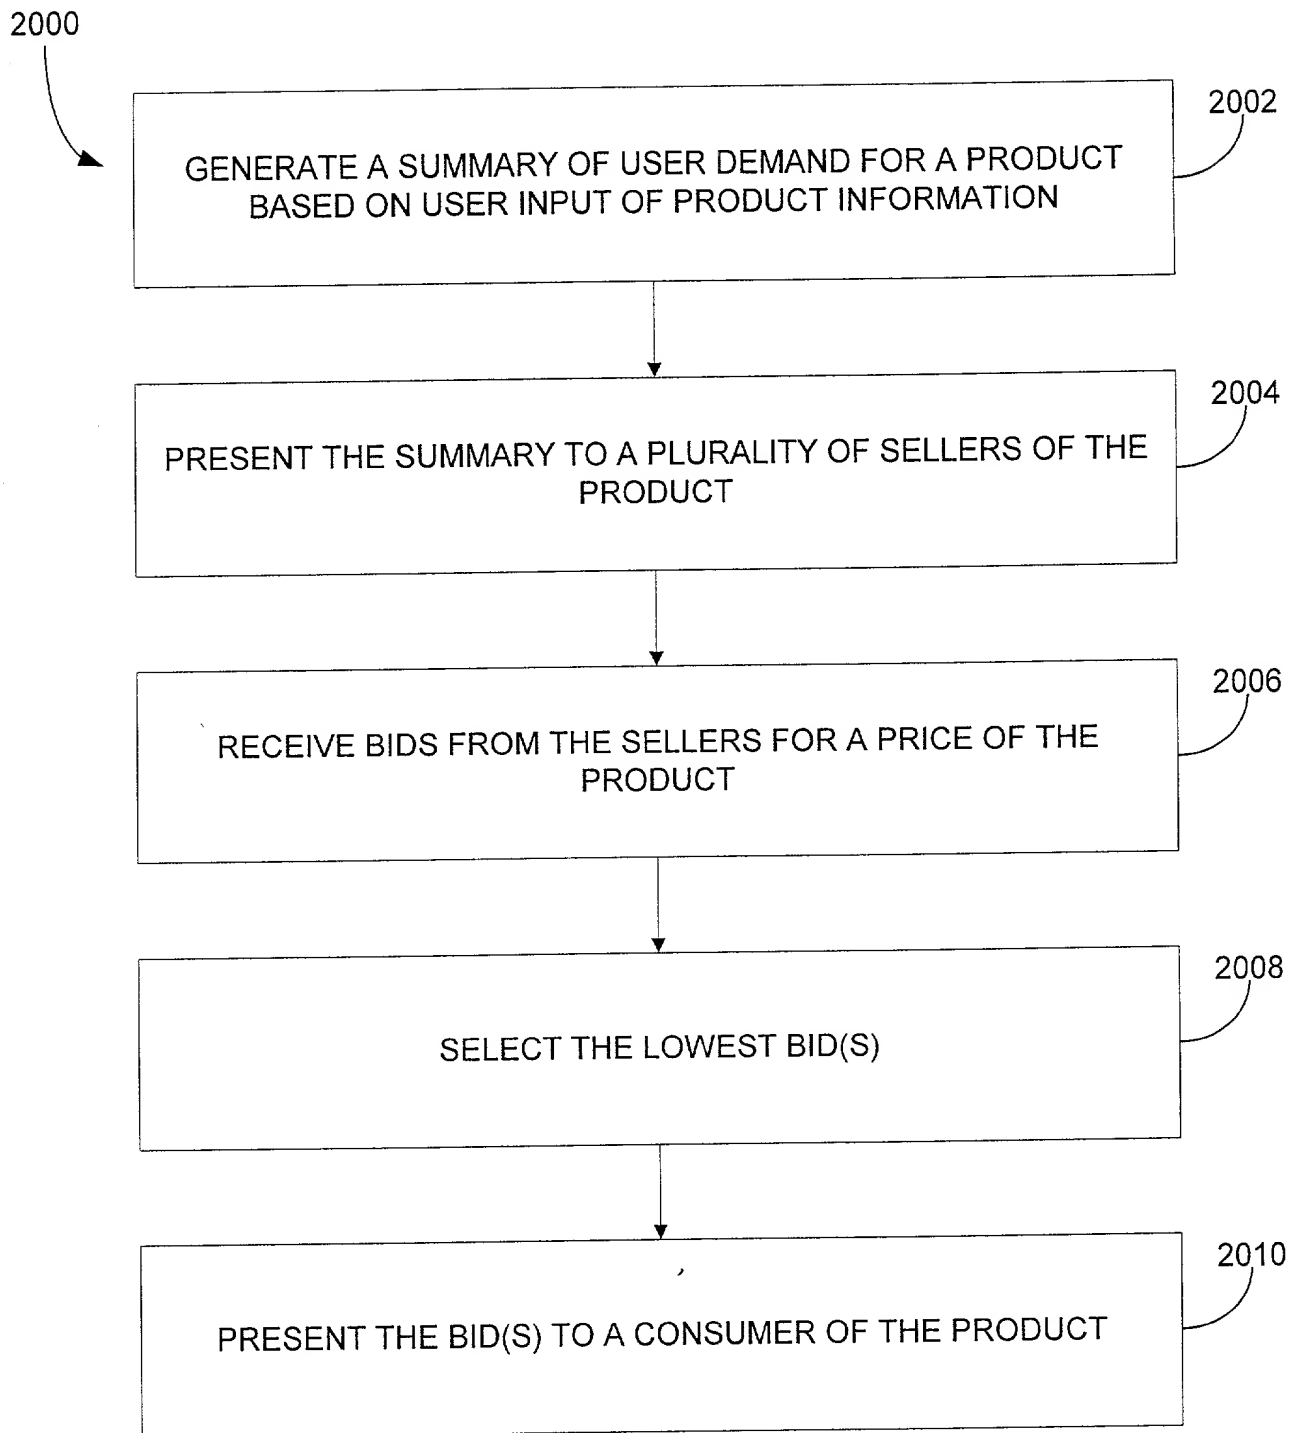 2000
2002
GENERATE A SUMMARY OF USER DEMAND FOR A PRODUCT
BASED ON USER INPUT OF PRODUCT INFORMATION
2004
PRESENT THE SUMMARY TO A PLURALITY OF SELLERS OF THE
PRODUCT
2006
RECEIVE BIDS FROM THE SELLERS FOR A PRICE OF THE
PRODUCT
2008
SELECT THE LOWEST BID(S)
2010
PRESENT THE BID(S) TO A CONSUMER OF THE PRODUCT